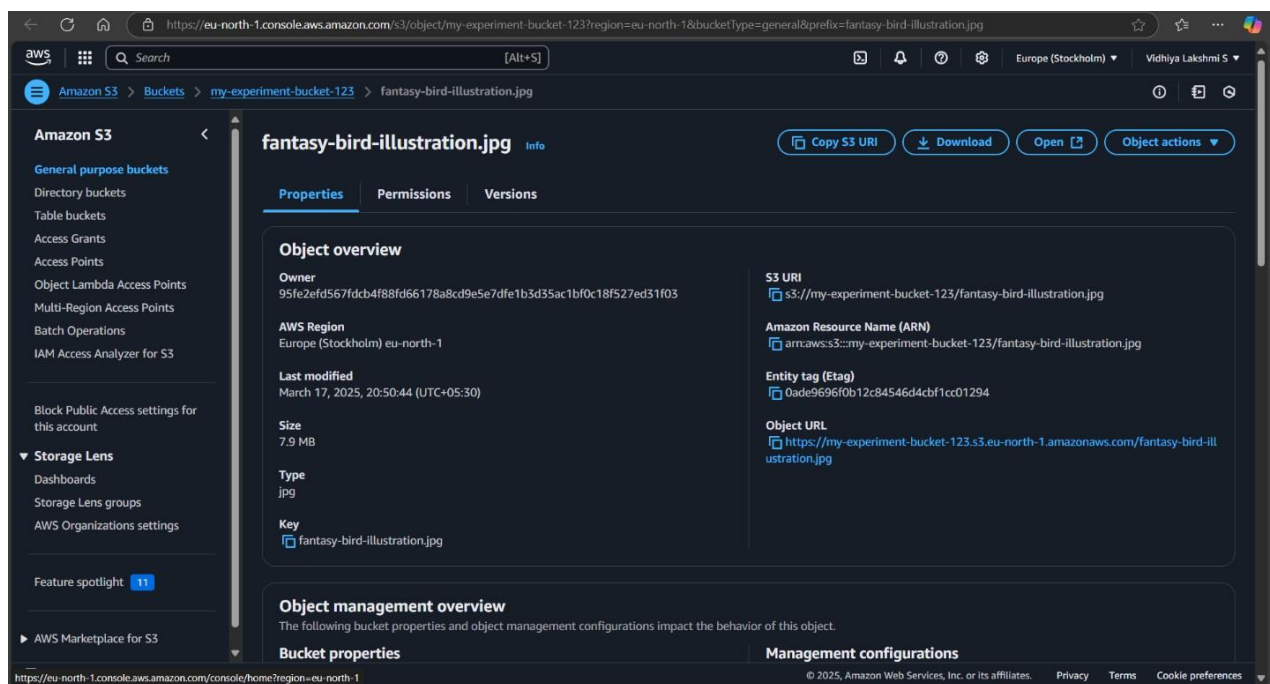 https://eu-north-1.console.aws.amazon.com/s3/object/my-experiment-bucket-123?region=eu-north-1&bucketType=general&prefix=fantasy-bird-illustration.jpg
aws
Search
[Alt+S]
Europe (Stockholm)
Vidhiya Lakshmi S
Amazon S3 > Buckets > my-experiment-bucket-123 > fantasy-bird-illustration.jpg
Amazon S3
General purpose buckets
Directory buckets
Table buckets
Access Grants
Access Points
Object Lambda Access Points
Multi-Region Access Points
Batch Operations
IAM Access Analyzer for S3
Block Public Access settings for
this account
Storage Lens
Dashboards
Storage Lens groups
AWS Organizations settings
Feature spotlight 11
AWS Marketplace for S3
fantasy-bird-illustration.jpg Info
Copy S3 URI
Download
Open
Object actions
Properties
Permissions
Versions
Object overview
Owner
95fe2efd567fdcb4f88fd66178a8cd9e5e7dfe1b3d35ac1bf0c18f527ed31f03
AWS Region
Europe (Stockholm) eu-north-1
Last modified
March 17, 2025, 20:50:44 (UTC+05:30)
Size
7.9 MB
Type
jpg
Key
fantasy-bird-illustration.jpg
S3 URI
s3://my-experiment-bucket-123/fantasy-bird-illustration.jpg
Amazon Resource Name (ARN)
arn:aws:s3:::my-experiment-bucket-123/fantasy-bird-illustration.jpg
Entity tag (Etag)
0ade9696f0b12c84546d4cbf1cc01294
Object URL
https://my-experiment-bucket-123.s3.eu-north-1.amazonaws.com/fantasy-bird-ill
ustration.jpg
Object management overview
The following bucket properties and object management configurations impact the behavior of this object.
Bucket properties
Management configurations
https://eu-north-1.console.aws.amazon.com/console/home?region=eu-north-1
© 2025, Amazon Web Services, Inc. or its affiliates.
Privacy
Terms
Cookie preferences